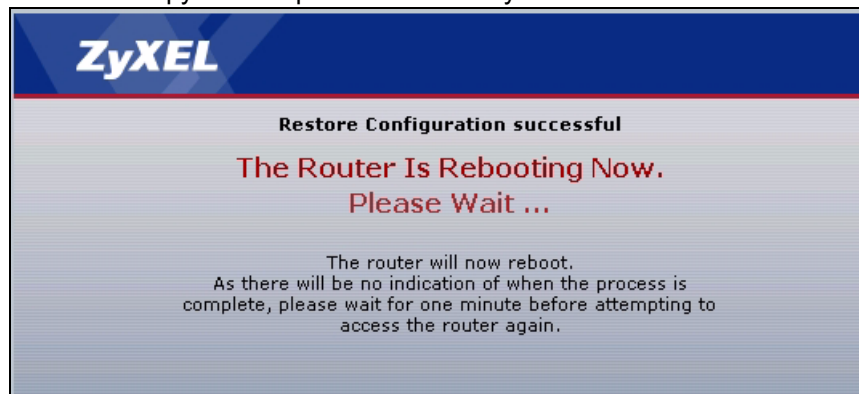 ZyXEL
Restore Configuration successful
The Router Is Rebooting Now.
Please Wait ...
The router will now reboot.
As there will be no indication of when the process is
complete, please wait for one minute before attempting to
access the router again.